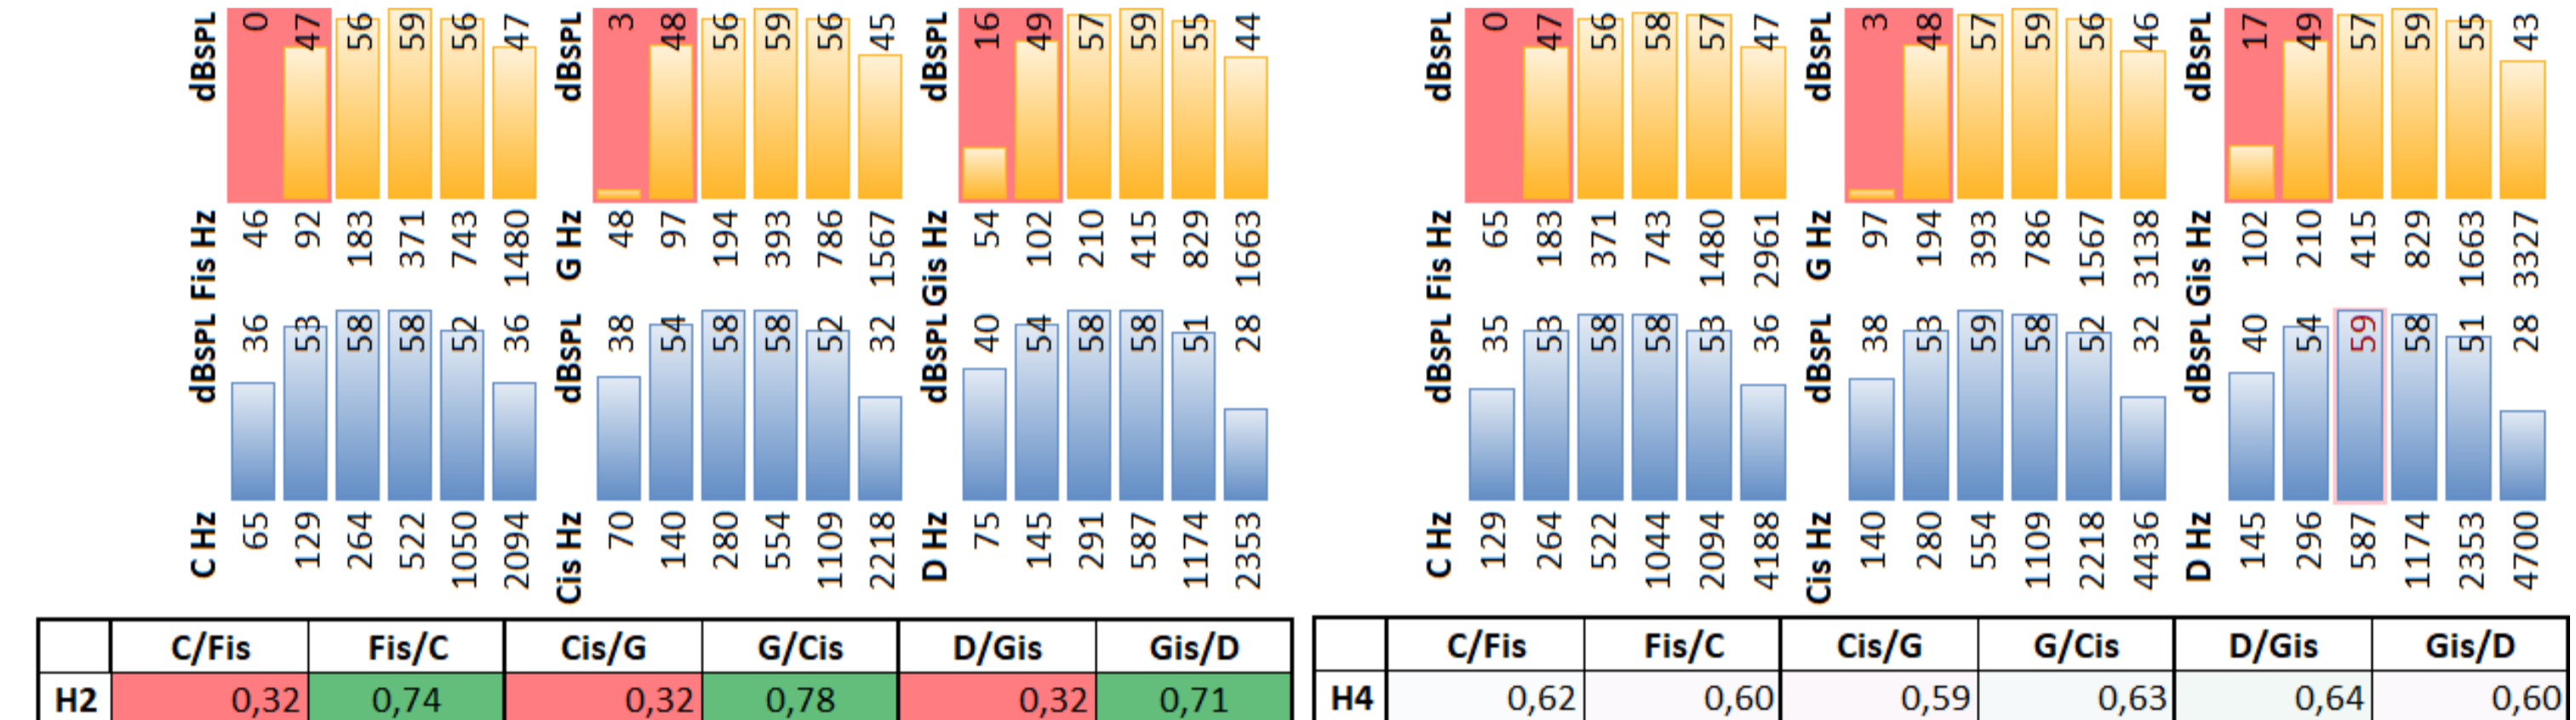 dBSPL 0 47 56 59 56 47 dBSPL 3 48 56 59 56 45 dBSPL 16 49 57 59 55 44 dBSPL 0 47 56 58 57 47 dBSPL 3 48 57 59 56 46 dBSPL 17 49 57 59 55 43
Fis Hz 46 92 183 371 743 1480 G Hz 48 97 194 393 786 1567 Gis Hz 54 102 210 415 829 1663 Fis Hz 65 183 371 743 1480 2961 G Hz 97 194 393 786 1567 3138 Gis Hz 102 210 415 829 1663 3327
dBSPL 36 53 58 58 52 36 dBSPL 38 54 58 58 52 32 dBSPL 40 54 58 58 51 28 dBSPL 35 53 58 58 53 36 dBSPL 38 53 59 58 52 32 dBSPL 40 54 59 58 51 28
C Hz 65 129 264 522 1050 2094 Cis Hz 70 140 280 554 1109 2218 D Hz 75 145 291 587 1174 2353 C Hz 129 264 522 1044 2094 4188 Cis Hz 140 280 554 1109 2218 4436 D Hz 145 296 587 1174 2353 4700
C/Fis Fis/C Cis/G G/Cis D/Gis Gis/D C/Fis Fis/C Cis/G G/Cis D/Gis Gis/D
H2 0,32 0,74 0,32 0,78 0,32 0,71 H4 0,62 0,60 0,59 0,63 0,64 0,60